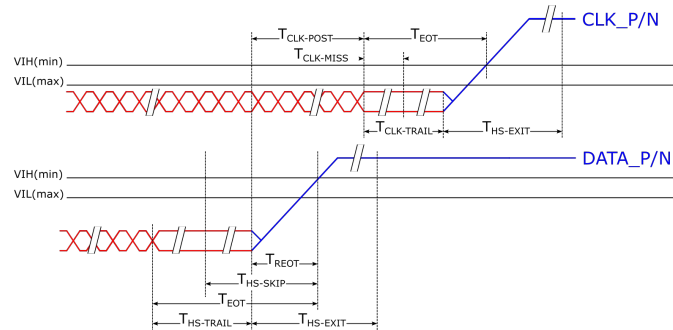 CLK_P/N
TCLK-POST
TEOT
TCLK-MISS
VIH(min)
VIL(max)
TCLK-TRAIL
THS-EXIT
DATA_P/N
VIH(min)
VIL(max)
TREOT
THS-SKIP
TEOT
THS-TRAIL
THS-EXIT